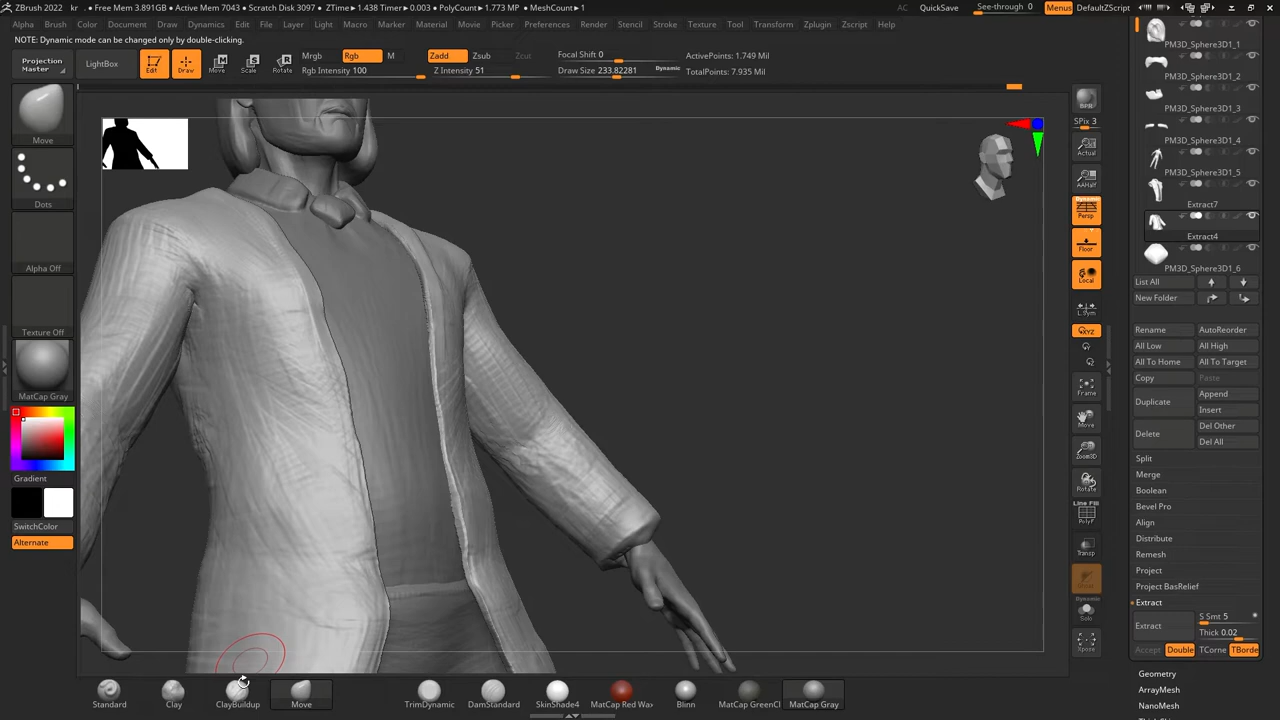 ZBrush 2022 kr • Free Mem 3.891GB • Active Mem 7043 • Scratch Disk 3097 • ZTime▸1.438 Timer▸0.003 • PolyCount▸1.773 MP • MeshCount▸1 AC QuickSave See-through 0 Menus DefaultZScript
Alpha Brush Color Document Draw Dynamics Edit File Layer Light Macro Marker Material Movie Picker Preferences Render Stencil Stroke Texture Tool Transform Zplugin Zscript Help
NOTE: Dynamic mode can be changed only by double-clicking.
Projection
Master
LightBox
Edit
Draw
Move
Scale
Rotate
Mrgb Rgb M
Rgb Intensity 100
Zadd Zsub Zcut
Z Intensity 51
Focal Shift 0
Draw Size 233.82281 Dynamic
ActivePoints: 1.749 Mil
TotalPoints: 7.935 Mil
Move
Dots
Alpha Off
Texture Off
MatCap Gray
Gradient
SwitchColor
Alternate
BPR
SPix 3
Actual
AAHalf
Dynamic
Persp
Floor
Local
L.Sym
XYZ
Frame
Move
Zoom3D
Rotate
Line Fill
PolyF
Transp
Dynamic
Solo
Xpose
PM3D_Sphere3D1_1
PM3D_Sphere3D1_2
PM3D_Sphere3D1_3
PM3D_Sphere3D1_4
PM3D_Sphere3D1_5
Extract7
Extract4
PM3D_Sphere3D1_6
List All
New Folder
Rename AutoReorder
All Low All High
All To Home All To Target
Copy Paste
Duplicate Append
Insert
Delete Del Other
Del All
Split
Merge
Boolean
Bevel Pro
Align
Distribute
Remesh
Project
Project BasRelief
Extract
Extract S Smt 5
Thick 0.02
Accept Double TCorne TBorde
Geometry
ArrayMesh
NanoMesh
Standard Clay ClayBuildup Move TrimDynamic DamStandard SkinShade4 MatCap Red Wax Blinn MatCap GreenCl MatCap Gray